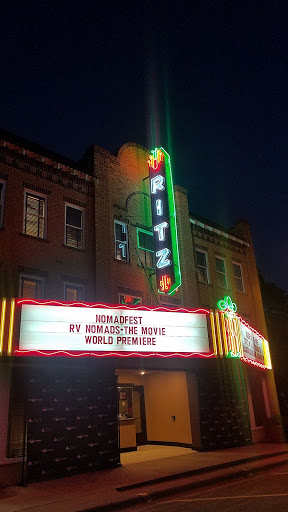 RITZ
NOMADFEST
RV NOMADS-THE MOVIE
WORLD PREMIERE